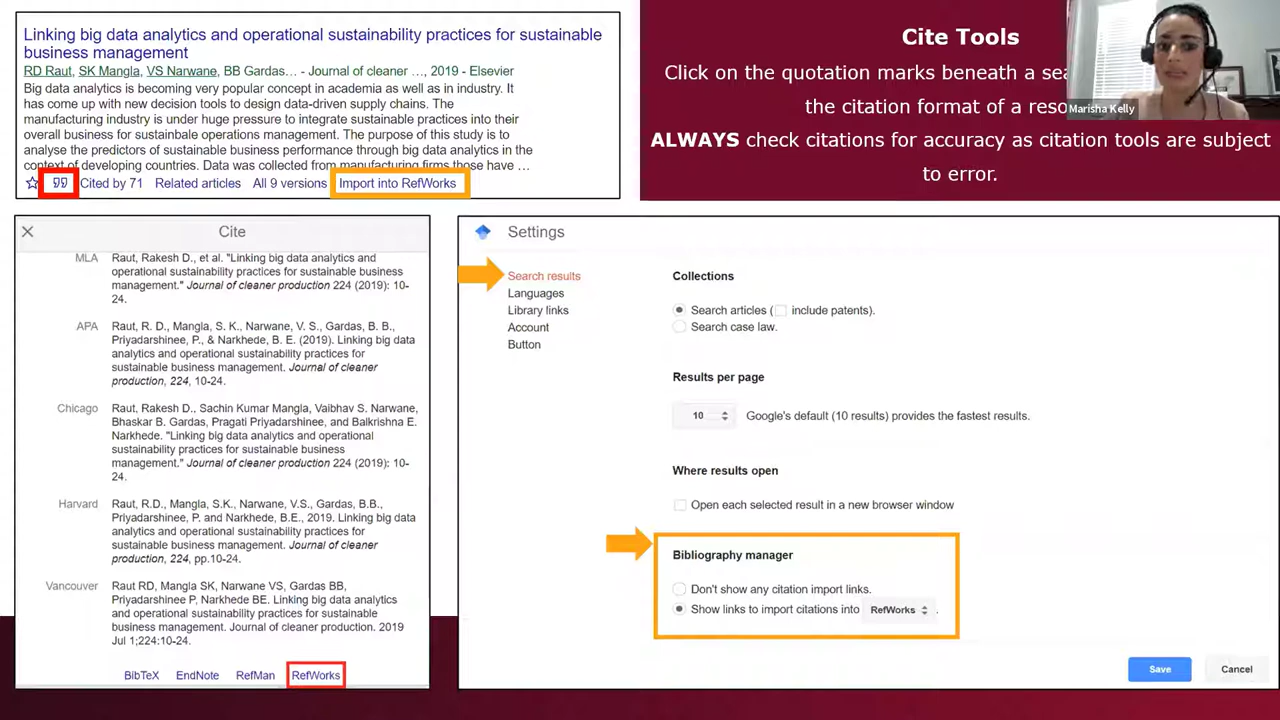 Linking big data analytics and operational sustainability practices for sustainable
business management
RD Raut, SK Mangla, VS Narwane, BB Gardas... - Journal of cleaner ..., 2019 - Elsevier
Big data analytics is becoming very popular concept in academia as well as in industry. It
has come up with new decision tools to design data-driven supply chains. The
manufacturing industry is under huge pressure to integrate sustainable practices into their
overall business for sustainbale operations management. The purpose of this study is to
analyse the predictors of sustainable business performance through big data analytics in the
context of developing countries. Data was collected from manufacturing firms those have ...
Cited by 71 Related articles All 9 versions Import into RefWorks
Cite Tools
Click on the quotation marks beneath a
the citation format of a
ALWAYS check citations for accuracy as citation tools are subject
to error.
Marisha Kelly
Cite
MLA Raut, Rakesh D., et al. "Linking big data analytics and
operational sustainability practices for sustainable business
management." Journal of cleaner production 224 (2019): 10-
24.
APA Raut, R. D., Mangla, S. K., Narwane, V. S., Gardas, B. B.,
Priyadarshinee, P., & Narkhede, B. E. (2019). Linking big data
analytics and operational sustainability practices for
sustainable business management. Journal of cleaner
production, 224, 10-24.
Chicago Raut, Rakesh D., Sachin Kumar Mangla, Vaibhav S. Narwane,
Bhaskar B. Gardas, Pragati Priyadarshinee, and Balkrishna E.
Narkhede. "Linking big data analytics and operational
sustainability practices for sustainable business
management." Journal of cleaner production 224 (2019): 10-
24.
Harvard Raut, R.D., Mangla, S.K., Narwane, V.S., Gardas, B.B.,
Priyadarshinee, P. and Narkhede, B.E., 2019. Linking big data
analytics and operational sustainability practices for
sustainable business management. Journal of cleaner
production, 224, pp.10-24.
Vancouver Raut RD, Mangla SK, Narwane VS, Gardas BB,
Priyadarshinee P, Narkhede BE. Linking big data analytics
and operational sustainability practices for sustainable
business management. Journal of cleaner production. 2019
Jul 1;224:10-24.
BibTeX EndNote RefMan RefWorks
Settings
Search results
Languages
Library links
Account
Button
Collections
Search articles ( include patents).
Search case law.
Results per page
10 Google's default (10 results) provides the fastest results.
Where results open
Open each selected result in a new browser window
Bibliography manager
Don't show any citation import links.
Show links to import citations into RefWorks .
Save Cancel